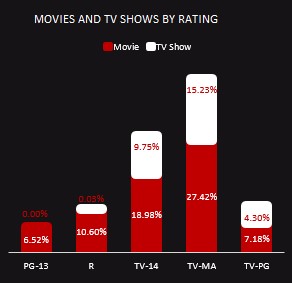 MOVIES AND TV SHOWS BY RATING
Movie TV Show
15.23%
9.75%
0.00% 0.03%
27.42%
18.98%
4.30%
6.52% 10.60% 7.18%
PG-13 R TV-14 TV-MA TV-PG